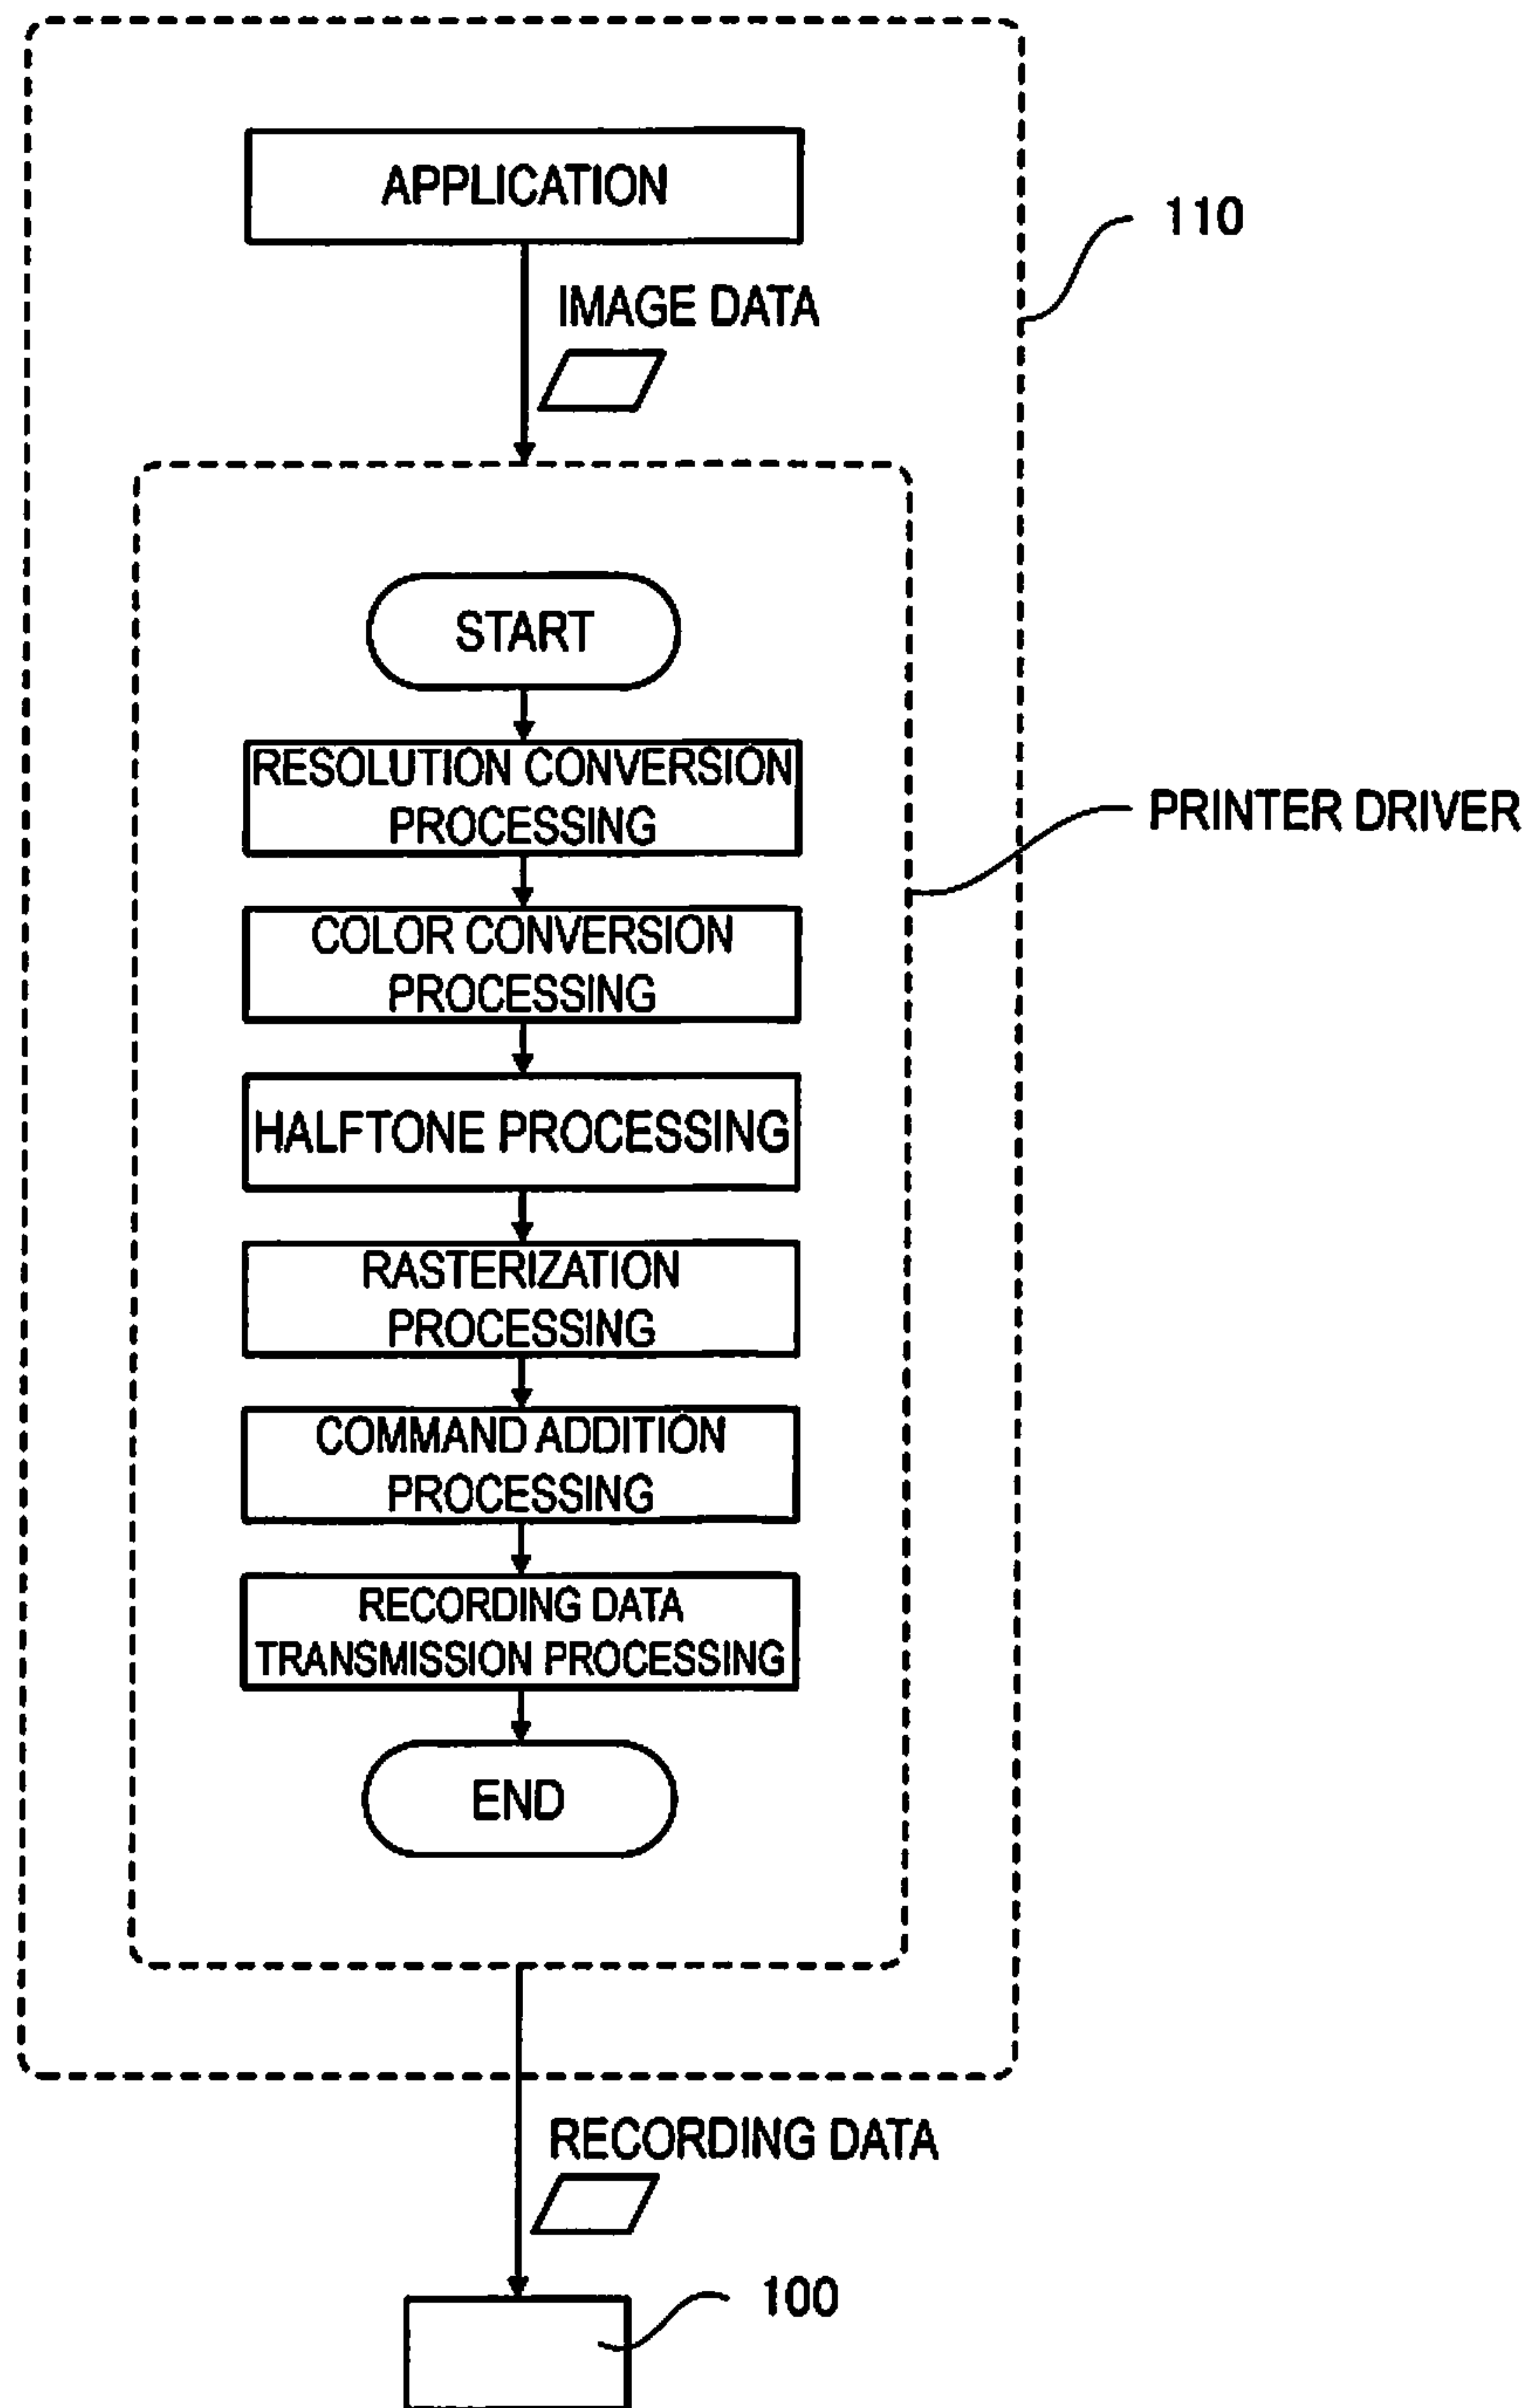 APPLICATION
110
IMAGE DATA
START
RESOLUTION CONVERSION
PROCESSING
PRINTER DRIVER
COLOR CONVERSION
PROCESSING
HALFTONE PROCESSING
RASTERIZATION
PROCESSING
COMMAND ADDITION
PROCESSING
RECORDING DATA
TRANSMISSION PROCESSING
END
RECORDING DATA
100